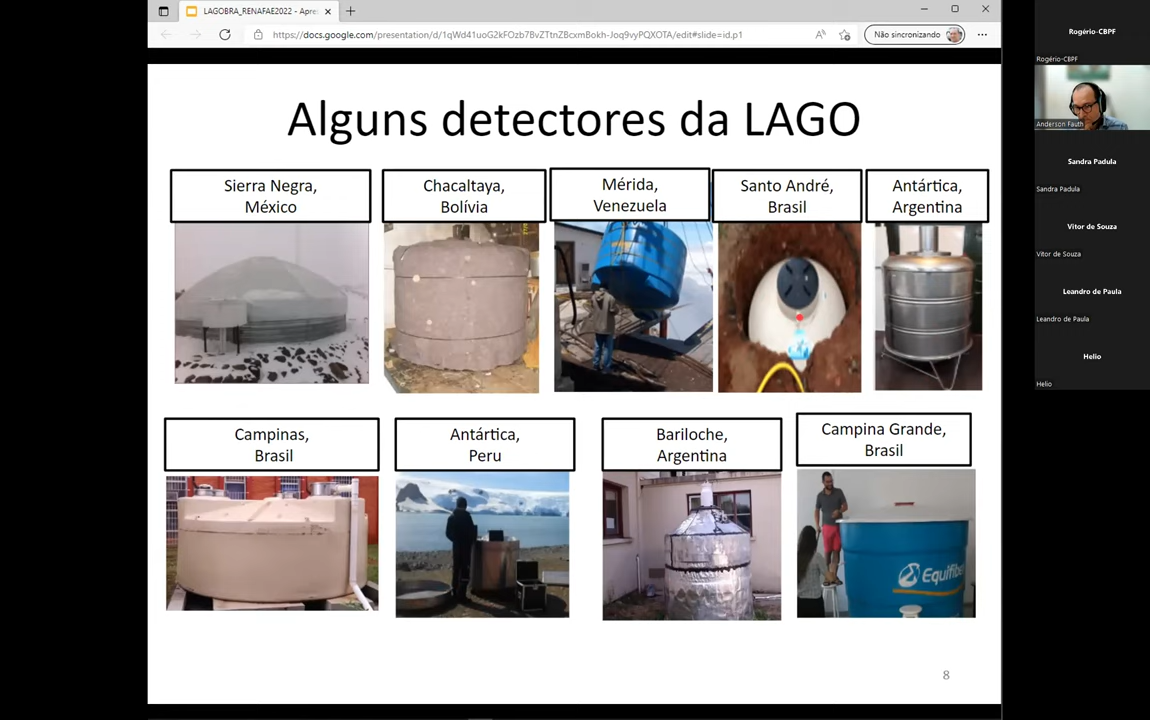 LAGOBRA_RENAFAE2022 - Apre:
https://docs.google.com/presentation/d/1qWd41uoG2kFOzb7BvZTtnZBcxmBokh-Joq9vyPQXOTA/edit#slide=id.p1
Não sincronizando
Alguns detectores da LAGO
Sierra Negra,
México
Chacaltaya,
Bolívia
Mérida,
Venezuela
Santo André,
Brasil
Antártica,
Argentina
Campinas,
Brasil
Antártica,
Peru
Bariloche,
Argentina
Campina Grande,
Brasil
Equifibe
8
Rogério-CBPF
Rogério-CBPF
Anderson Fauth
Sandra Padula
Sandra Padula
Vitor de Souza
Vitor de Souza
Leandro de Paula
Leandro de Paula
Helio
Helio